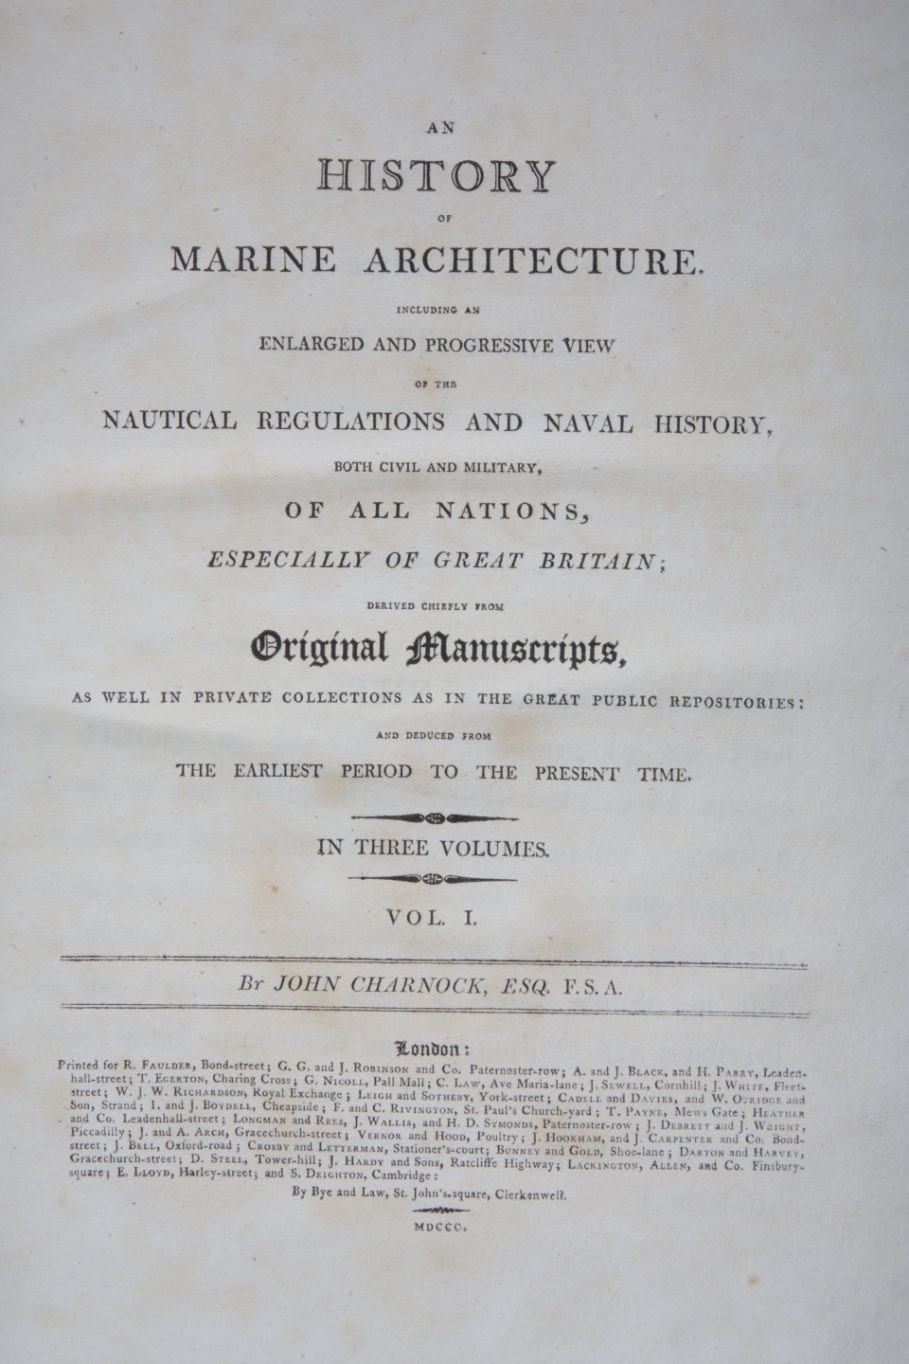 AN
HISTORY
OF
MARINE ARCHITECTURE.
INCLUDING AN
ENLARGED AND PROGRESSIVE VIEW
OF THE
NAUTICAL REGULATIONS AND NAVAL HISTORY,
BOTH CIVIL AND MILITARY,
OF ALL NATIONS,
ESPECIALLY OF GREAT BRITAIN;
DERIVED CHIEFLY FROM
Original Manuscripts,
AS WELL IN PRIVATE COLLECTIONS AS IN THE GREAT PUBLIC REPOSITORIES:
AND DEDUCED FROM
THE EARLIEST PERIOD TO THE PRESENT TIME.
IN THREE VOLUMES.
VOL. I.
By JOHN CHARNOCK, ESQ. F. S. A.
London:
Printed for R. FAULDER, Bond-street; G. G. and J. ROBINSON and Co. Paternoster-row; A. and J. BLACK, and H. PARRY, Leaden-
hall-street; T. EGERTON, Charing Cross; G. NICOLL, Pall Mall; C. LAW, Ave Maria-lane; J. SEWELL, Cornhill; J. WHITE, Fleet-
street; W. J. W. RICHARDSON, Royal Exchange; LEIGH and SOTHEBY, York-street; CADELL and DAVIES, and W. OTRIDGE and
Son, Strand; I. and J. BOYDELL, Cheapside; F. and C. RIVINGTON, St. Paul's Church-yard; T. PAYNE, Mews Gate; HEATHER
and Co. Leadenhall-street; LONGMAN and REES, J. WALLIS, and H. D. SYMONDS, Paternoster-row; J. DEBRETT and J. WRIGHT,
Piccadilly; J. and A. ARCH, Gracechurch-street; VERNOR and HOOD, Poultry; J. HOOKHAM, and J. CARPENTER and Co. Bond-
street; J. BELL, Oxford-road; CROSBY and LETTERMAN, Stationer's-court; BUNNEY and GOLD, Shoe-lane; DARTON and HARVEY,
Gracechurch-street; D. STEEL, Tower-hill; J. HARDY and Sons, Ratcliffe Highway; LACKINGTON, ALLEN, and Co. Finsbury-
square; E. LLOYD, Harley-street; and S. DEIGHTON, Cambridge:
By Bye and Law, St. John's-square, Clerkenwell.
MDCCC.